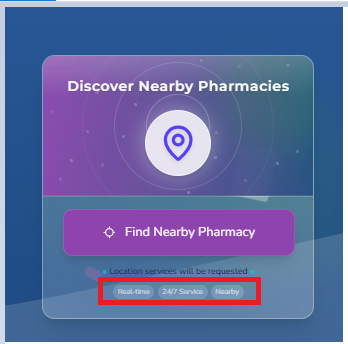 Discover Nearby Pharmacies
Find Nearby Pharmacy
Location services will be requested
Real-time 24/7 Service Nearby